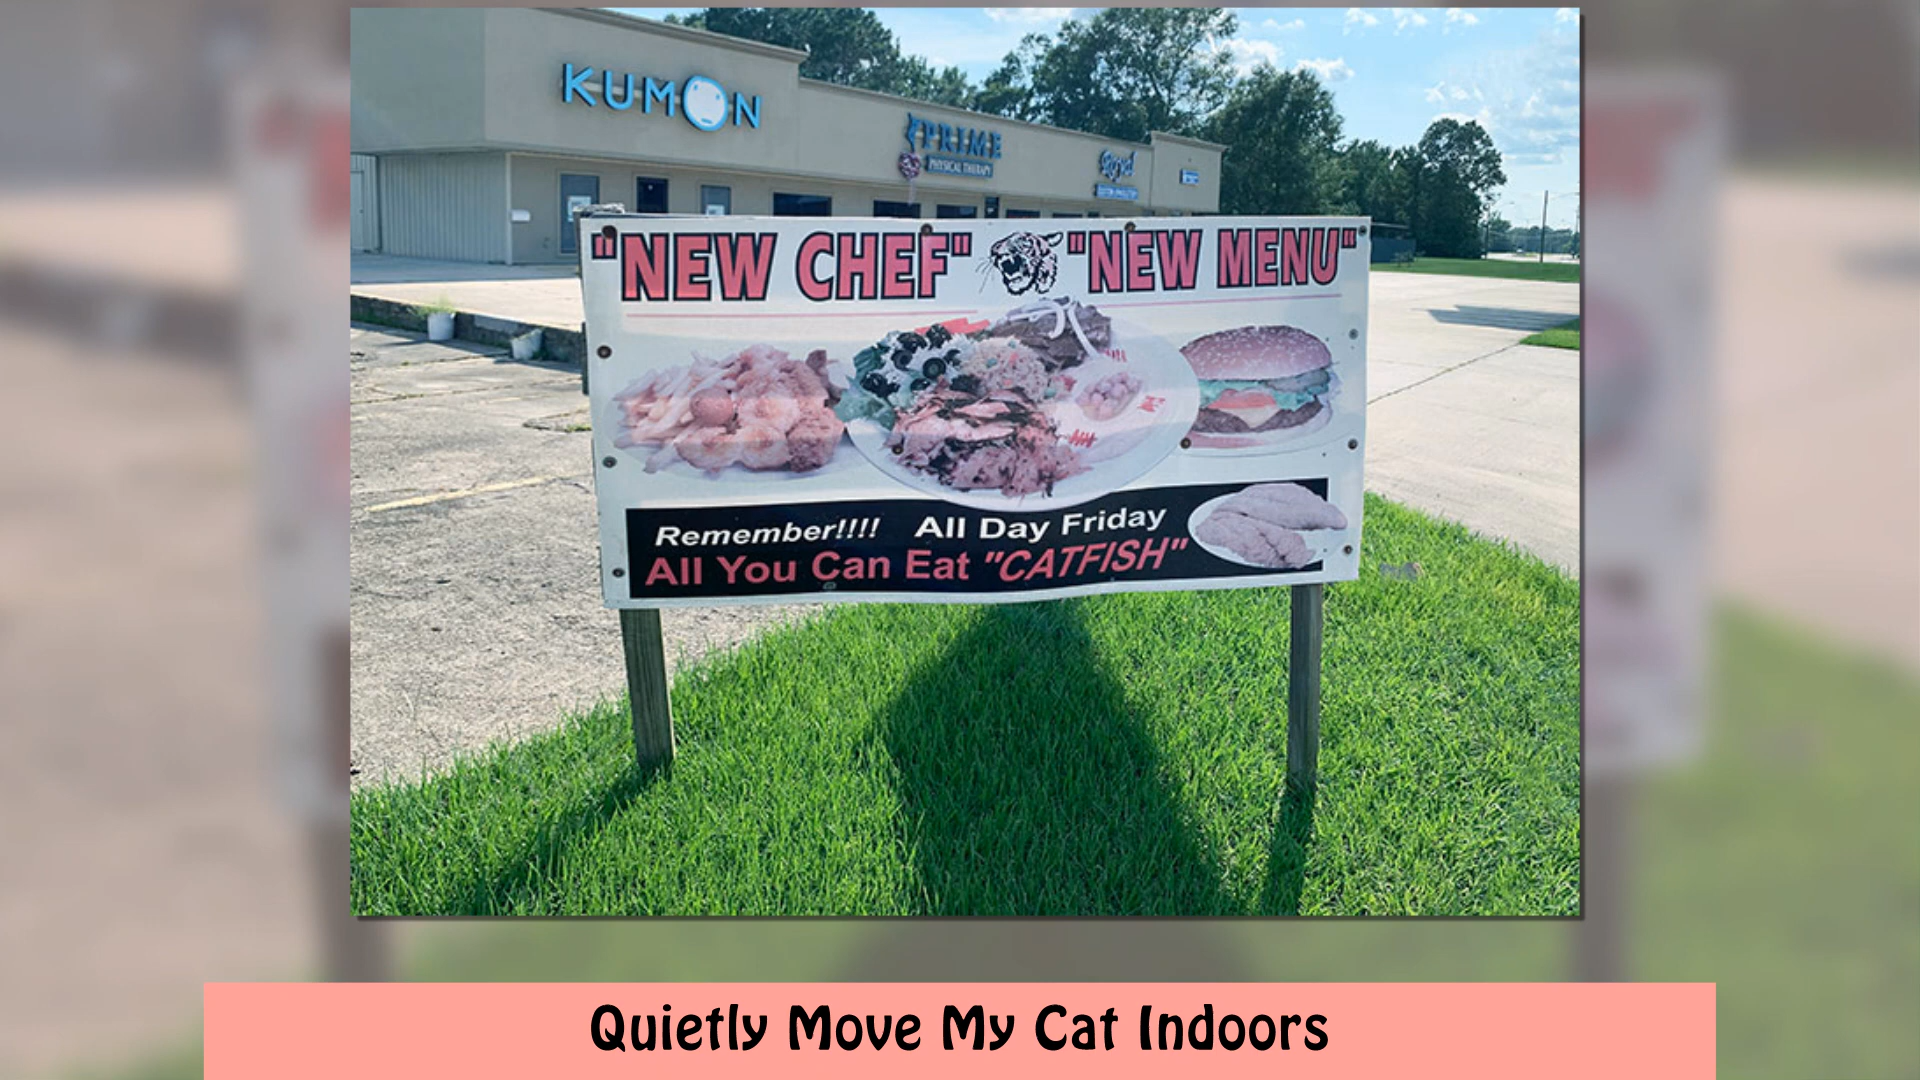 KUMON
PRIME
PHYSICAL THERAPY
"NEW CHEF" "NEW MENU"
Remember!!!! All Day Friday
All You Can Eat "CATFISH"
Quietly Move My Cat Indoors